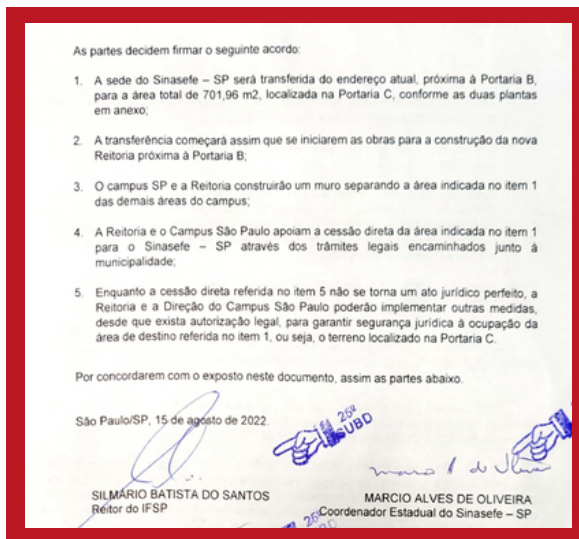 As partes decidem firmar o seguinte acordo:
1. A sede do Sinasefe – SP será transferida do endereço atual, próxima à Portaria B,
para a área total de 701,96 m2, localizada na Portaria C, conforme as duas plantas
em anexo;
2. A transferência começará assim que se iniciarem as obras para a construção da nova
Reitoria próxima à Portaria B;
3. O campus SP e a Reitoria construirão um muro separando a área indicada no item 1
das demais áreas do campus;
4. A Reitoria e o Campus São Paulo apoiam a cessão direta da área indicada no item 1
para o Sinasefe – SP através dos trâmites legais encaminhados junto á
municipalidade;
5. Enquanto a cessão direta referida no item 5 não se torna um ato jurídico perfeito, a
Reitoria e a Direção do Campus São Paulo poderão implementar outras medidas,
desde que exista autorização legal, para garantir segurança jurídica à ocupação da
área de destino referida no item 1, ou seja, o terreno localizado na Portaria C.
Por concordarem com o exposto neste documento, assim as partes abaixo.
São Paulo/SP, 15 de agosto de 2022.
25º
SUBD
SILMÁRIO BATISTA DO SANTOS
Reitor do IFSP
MARCIO ALVES DE OLIVEIRA
Coordenador Estadual do Sinasefe – SP